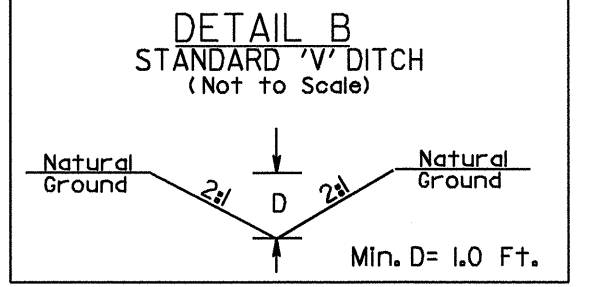 DETAIL B
STANDARD 'V' DITCH
(Not to Scale)
Natural
Ground
2:1
D
2:1
Natural
Ground
Min. D= 1.0 Ft.